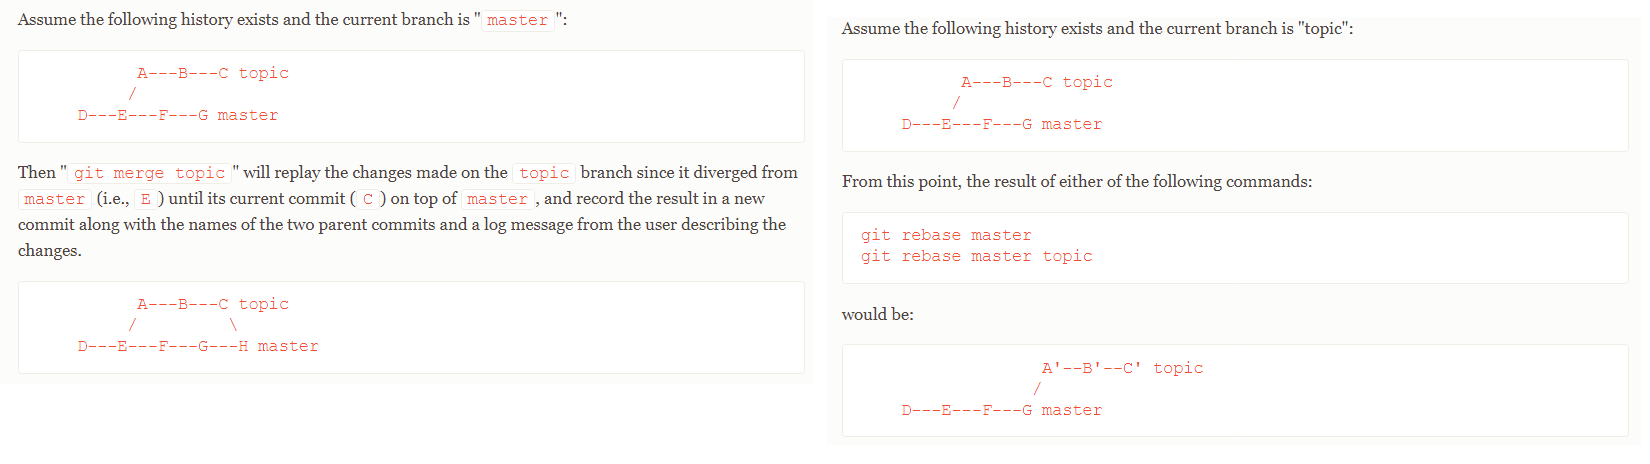 Assume the following history exists and the current branch is " master ":
A---B---C topic
/
D---E---F---G master
Then " git merge topic " will replay the changes made on the topic branch since it diverged from
master (i.e., E ) until its current commit ( C ) on top of master , and record the result in a new
commit along with the names of the two parent commits and a log message from the user describing the
changes.
A---B---C topic
/         \
D---E---F---G---H master
Assume the following history exists and the current branch is "topic":
A---B---C topic
/
D---E---F---G master
From this point, the result of either of the following commands:
git rebase master
git rebase master topic
would be:
A'--B'--C' topic
/
D---E---F---G master